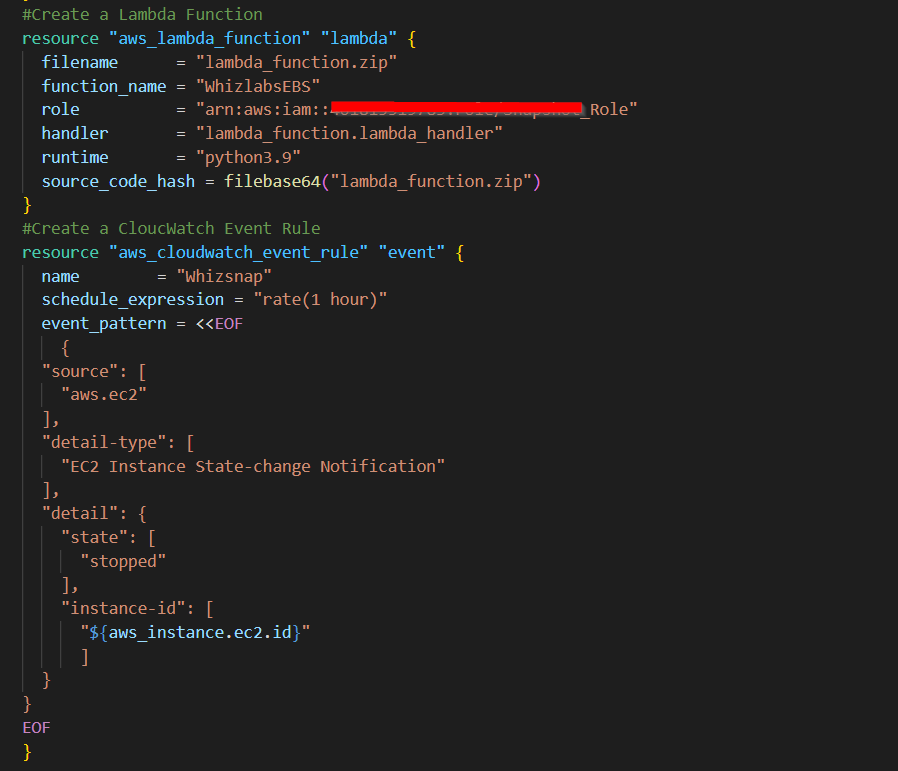 #Create a Lambda Function
resource "aws_lambda_function" "lambda" {
filename = "lambda_function.zip"
function_name = "WhizlabsEBS"
role = "arn:aws:iam:: _Role"
handler = "lambda_function.lambda_handler"
runtime = "python3.9"
source_code_hash = filebase64("lambda_function.zip")
}
#Create a CloucWatch Event Rule
resource "aws_cloudwatch_event_rule" "event" {
name = "Whizsnap"
schedule_expression = "rate(1 hour)"
event_pattern = <<EOF
{
"source": [
"aws.ec2"
],
"detail-type": [
"EC2 Instance State-change Notification"
],
"detail": {
"state": [
"stopped"
],
"instance-id": [
"${aws_instance.ec2.id}"
]
}
}
EOF
}